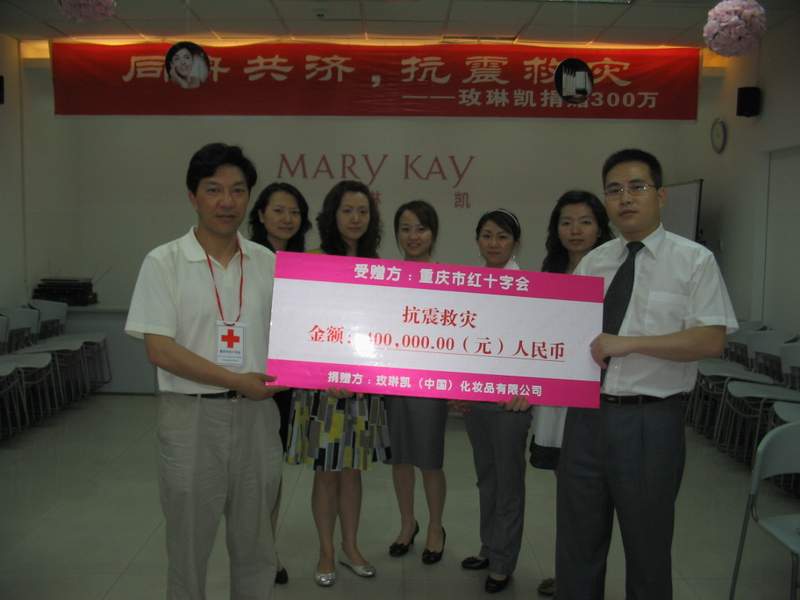 同舟共济，抗震救灾
——玫琳凯捐赠300万
MARY KAY
琳 凯
受赠方：重庆市红十字会
抗震救灾
金额：400,000.00（元）人民币
捐赠方：玫琳凯（中国）化妆品有限公司